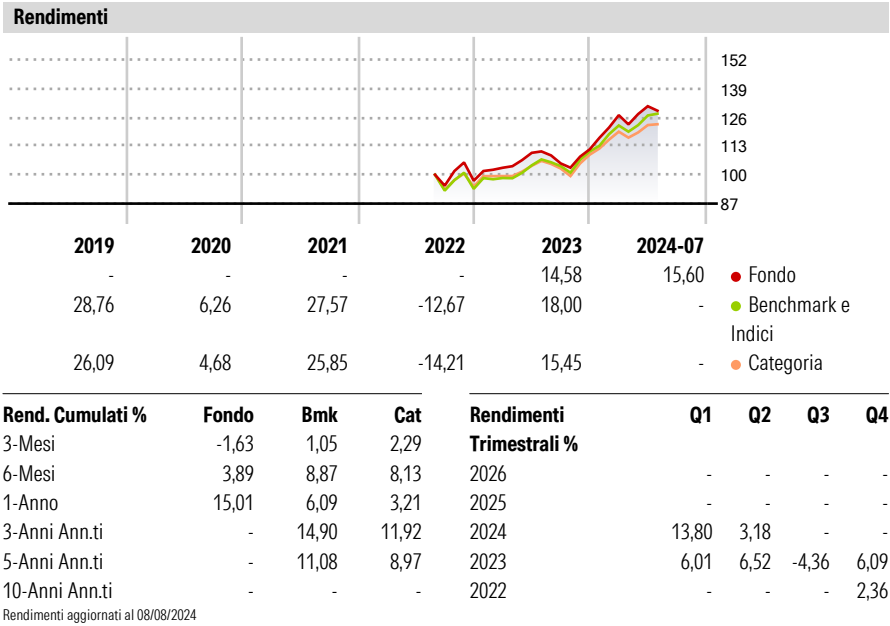 Rendimenti
152
139
126
113
100
87
2019 2020 2021 2022 2023 2024-07
- - - - 14,58 15,60 Fondo
28,76 6,26 27,57 -12,67 18,00 - Benchmark e
Indici
26,09 4,68 25,85 -14,21 15,45 - Categoria
Rend. Cumulati % Fondo Bmk Cat
3-Mesi -1,63 1,05 2,29
6-Mesi 3,89 8,87 8,13
1-Anno 15,01 6,09 3,21
3-Anni Ann.ti - 14,90 11,92
5-Anni Ann.ti - 11,08 8,97
10-Anni Ann.ti - - -
Rendimenti aggiornati al 08/08/2024
Rendimenti Q1 Q2 Q3 Q4
Trimestrali %
2026 - - - -
2025 - - - -
2024 13,80 3,18 - -
2023 6,01 6,52 -4,36 6,09
2022 - - - 2,36